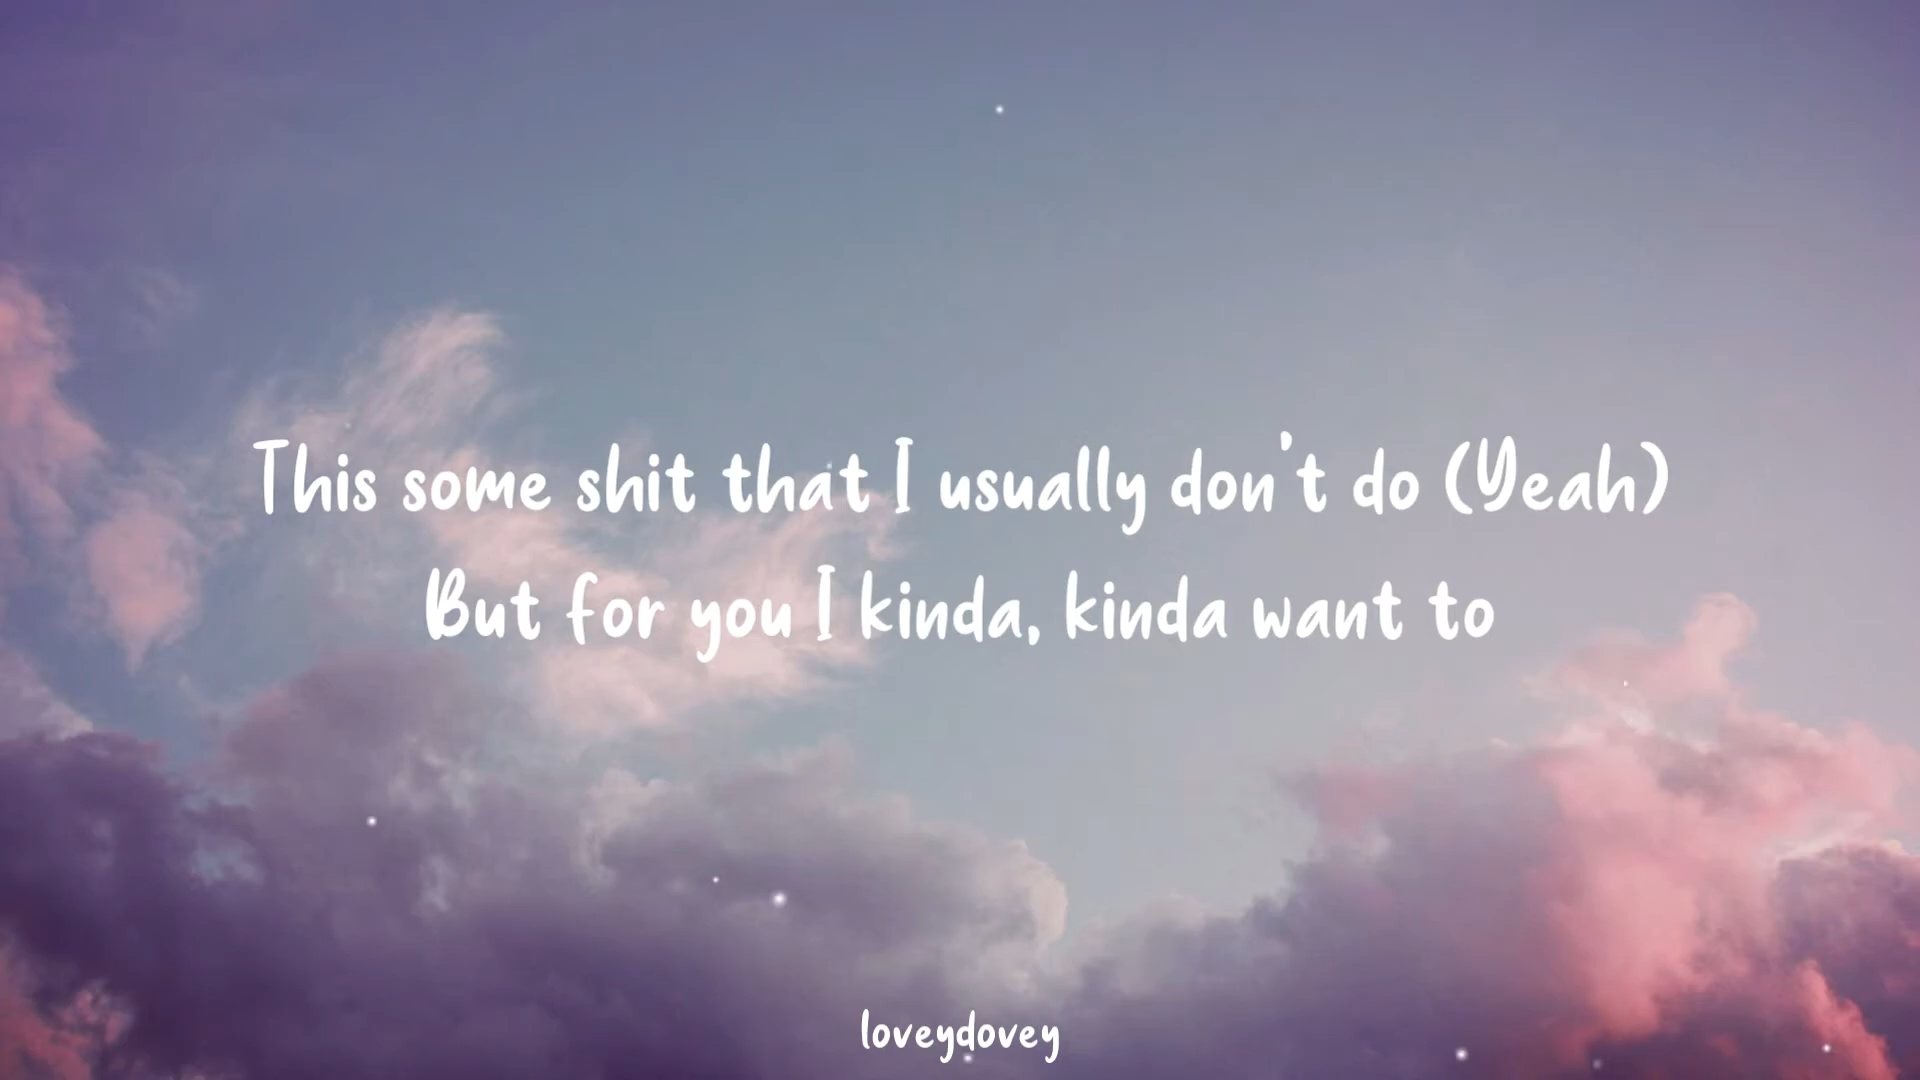 This some shit that I usually don't do (Yeah)
But for you I kinda, kinda want to
loveydovey